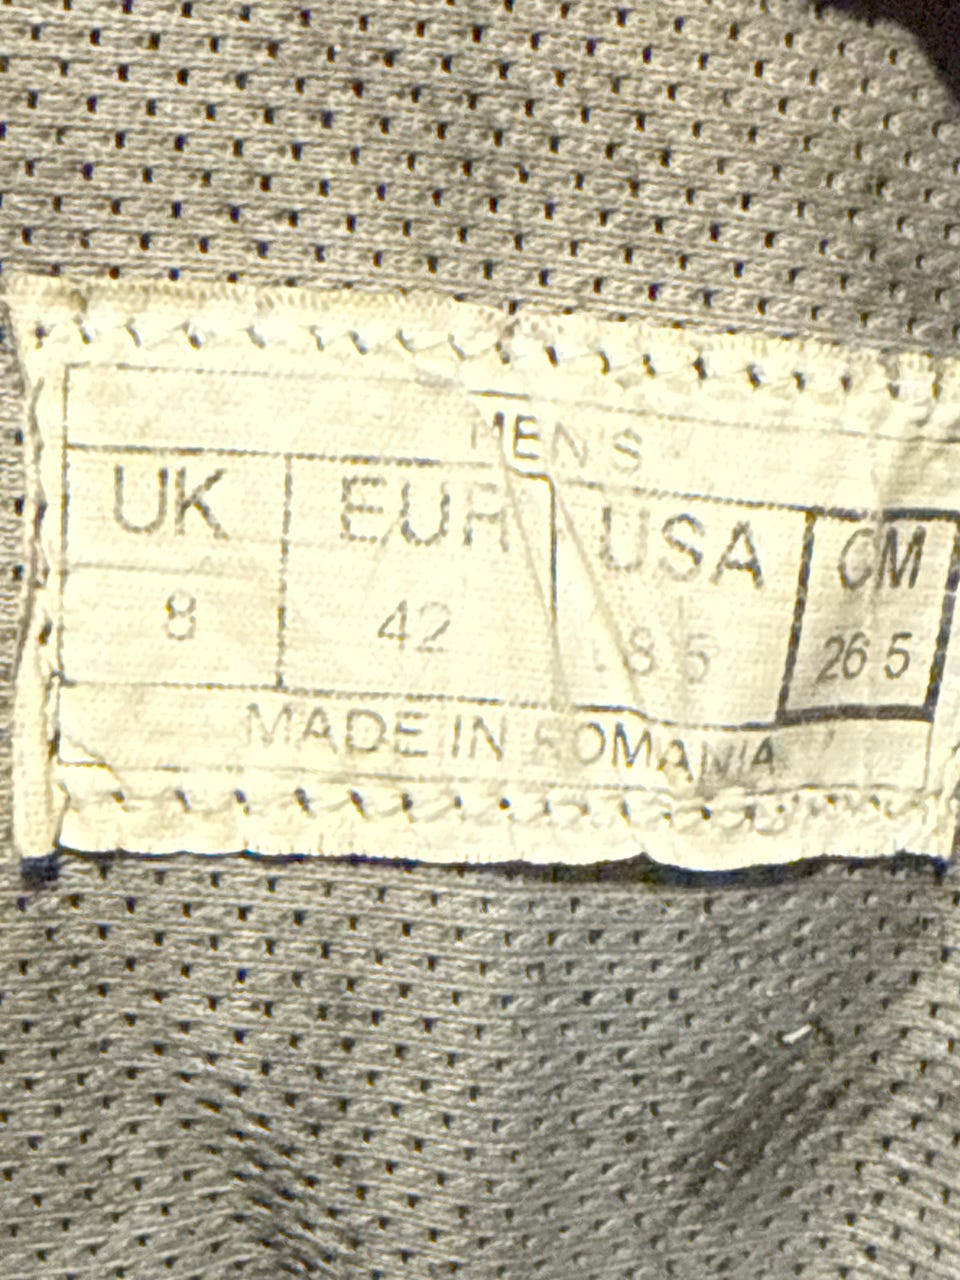 MEN'S
UK EUR USA CM
8 42 8 5 26 5
MADE IN ROMANIA